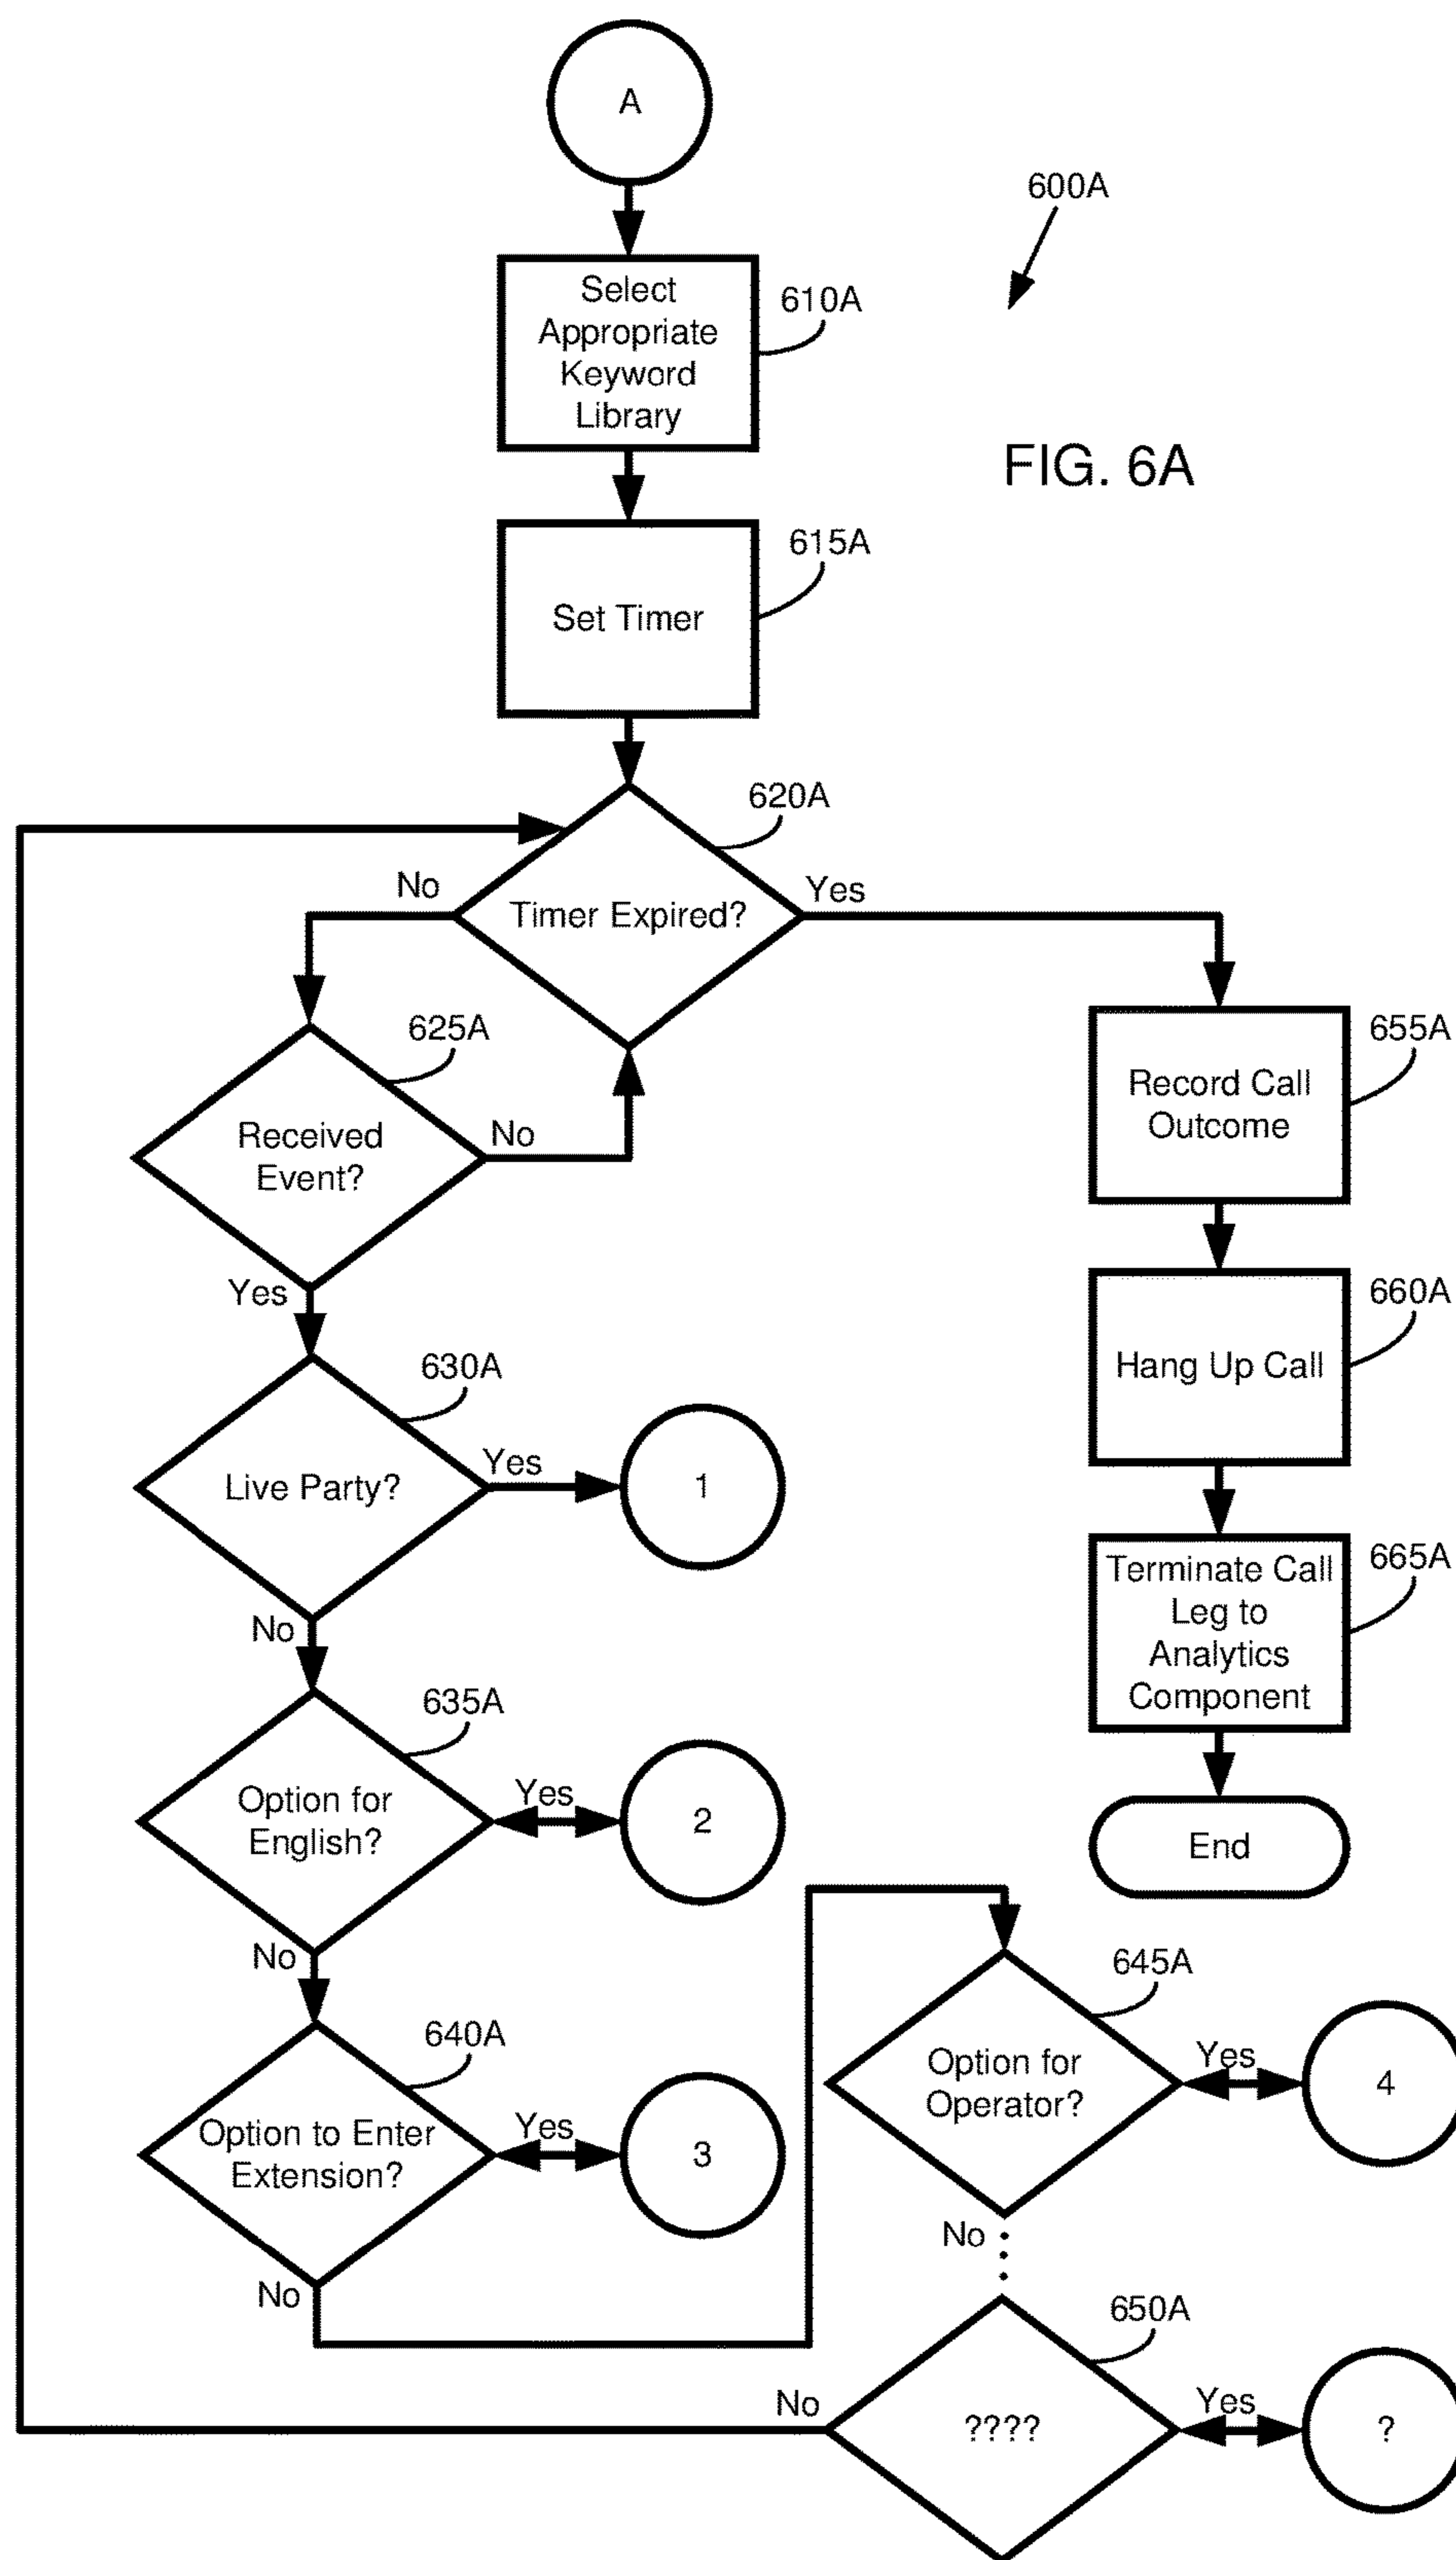 A
600A
Select
Appropriate
Keyword
Library
610A
FIG. 6A
615A
Set Timer
620A
No
Timer Expired?
Yes
625A
Received
Event?
No
Yes
655A
Record Call
Outcome
660A
Hang Up Call
630A
Live Party?
Yes
1
No
665A
Terminate Call
Leg to
Analytics
Component
End
635A
Option for
English?
Yes
2
No
640A
Option to Enter
Extension?
Yes
3
No
645A
Option for
Operator?
Yes
4
No
650A
????
Yes
?
No